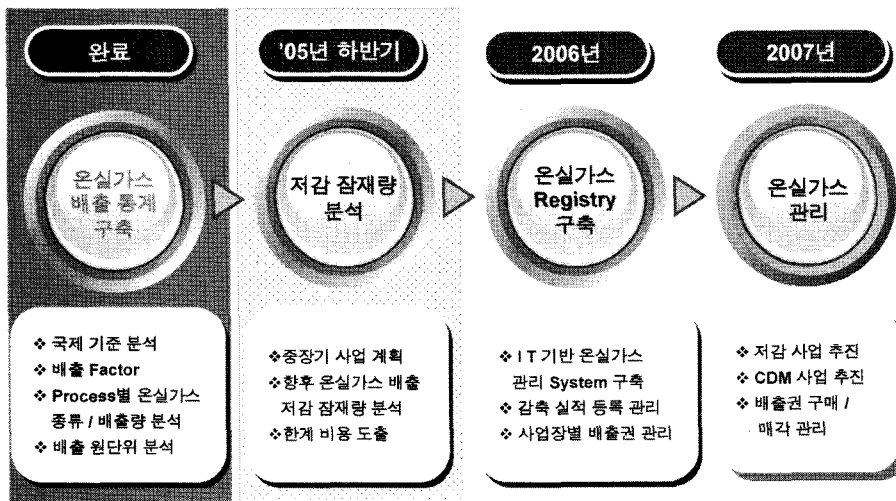 완료
'05년 하반기
2006년
2007년
온실가스
배출 통계
구축
저감 잠재량
분석
온실가스
Registry
구축
온실가스
관리
❖ 국제 기준 분석
❖ 배출 Factor
❖ Process별 온실가스
종류 / 배출량 분석
❖ 배출 원단위 분석
❖중장기 사업 계획
❖향후 온실가스 배출
저감 잠재량 분석
❖한계 비용 도출
❖ I T 기반 온실가스
관리 System 구축
❖ 감축 실적 등록 관리
❖ 사업장별 배출권 관리
❖ 저감 사업 추진
❖ CDM 사업 추진
❖ 배출권 구매 /
매각 관리